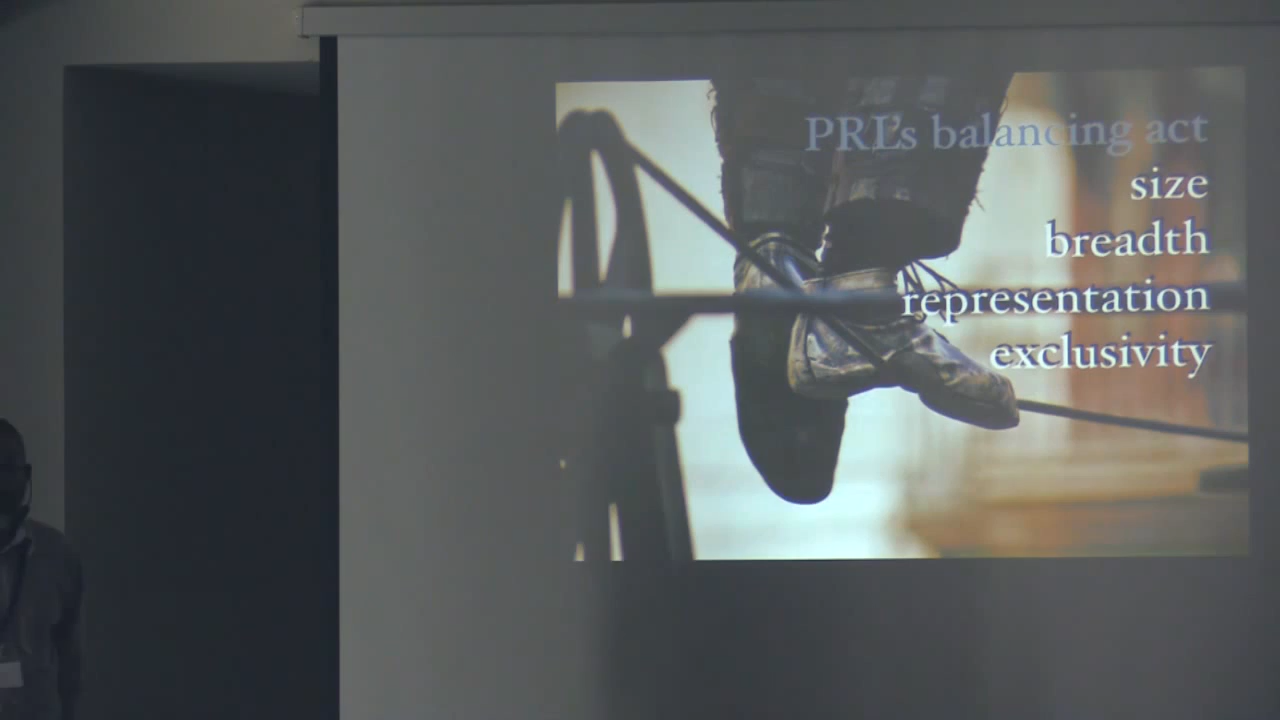 PRL's balancing act
size
breadth
representation
exclusivity